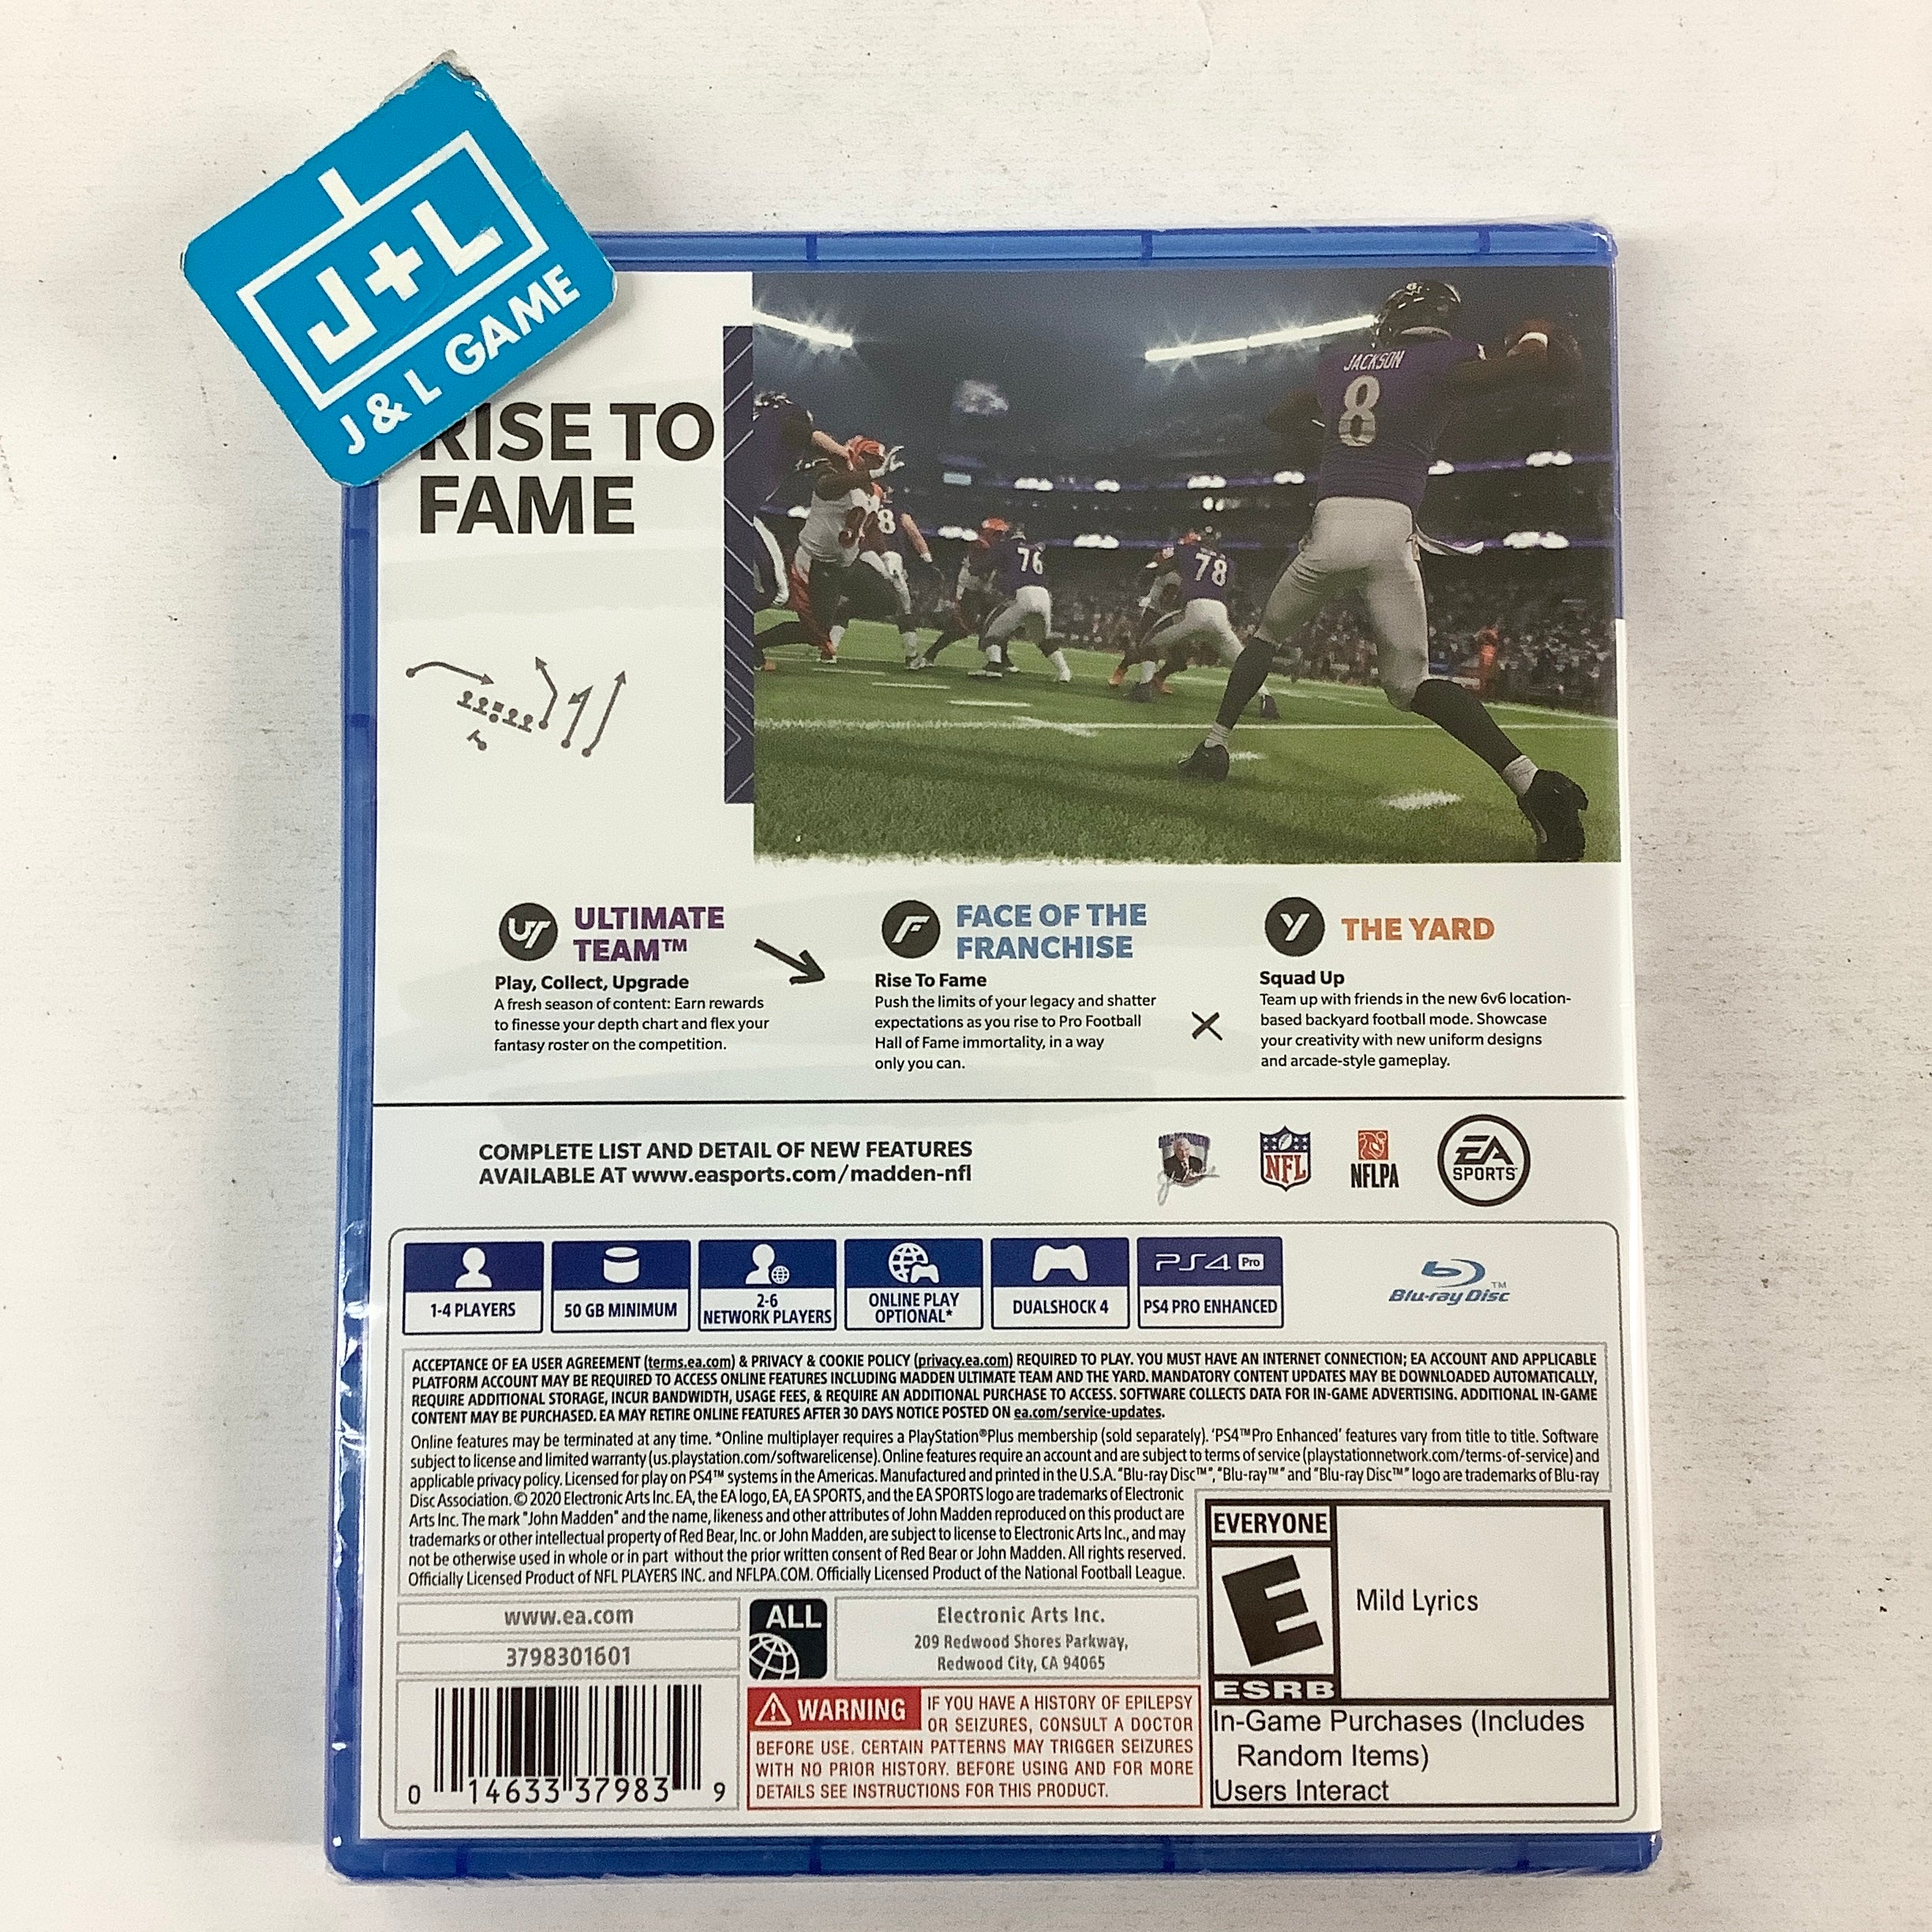 J+L
J & L GAME
RISE TO
FAME
JACKSON
8
76
78
UT
ULTIMATE
TEAM™
Play, Collect, Upgrade
A fresh season of content: Earn rewards
to finesse your depth chart and flex your
fantasy roster on the competition.
F
FACE OF THE
FRANCHISE
Rise To Fame
Push the limits of your legacy and shatter
expectations as you rise to Pro Football
Hall of Fame immortality, in a way
only you can.
Y
THE YARD
Squad Up
Team up with friends in the new 6v6 location-
based backyard football mode. Showcase
your creativity with new uniform designs
and arcade-style gameplay.
COMPLETE LIST AND DETAIL OF NEW FEATURES
AVAILABLE AT www.easports.com/madden-nfl
NFL
NFLPA
EA
SPORTS
1-4 PLAYERS
50 GB MINIMUM
2-6
NETWORK PLAYERS
ONLINE PLAY
OPTIONAL*
DUALSHOCK 4
PS4 Pro
PS4 PRO ENHANCED
Blu-ray Disc™
ACCEPTANCE OF EA USER AGREEMENT (terms.ea.com) & PRIVACY & COOKIE POLICY (privacy.ea.com) REQUIRED TO PLAY. YOU MUST HAVE AN INTERNET CONNECTION; EA ACCOUNT AND APPLICABLE
PLATFORM ACCOUNT MAY BE REQUIRED TO ACCESS ONLINE FEATURES INCLUDING MADDEN ULTIMATE TEAM AND THE YARD. MANDATORY CONTENT UPDATES MAY BE DOWNLOADED AUTOMATICALLY,
REQUIRE ADDITIONAL STORAGE, INCUR BANDWIDTH, USAGE FEES, & REQUIRE AN ADDITIONAL PURCHASE TO ACCESS. SOFTWARE COLLECTS DATA FOR IN-GAME ADVERTISING. ADDITIONAL IN-GAME
CONTENT MAY BE PURCHASED. EA MAY RETIRE ONLINE FEATURES AFTER 30 DAYS NOTICE POSTED ON ea.com/service-updates.
Online features may be terminated at any time. *Online multiplayer requires a PlayStation®Plus membership (sold separately). 'PS4™Pro Enhanced' features vary from title to title. Software
subject to license and limited warranty (us.playstation.com/softwarelicense). Online features require an account and are subject to terms of service (playstationnetwork.com/terms-of-service) and
applicable privacy policy. Licensed for play on PS4™ systems in the Americas. Manufactured and printed in the U.S.A. "Blu-ray Disc™", "Blu-ray™" and "Blu-ray Disc™" logo are trademarks of Blu-ray
Disc Association. © 2020 Electronic Arts Inc. EA, the EA logo, EA, EA SPORTS, and the EA SPORTS logo are trademarks of Electronic
Arts Inc. The mark "John Madden" and the name, likeness and other attributes of John Madden reproduced on this product are
trademarks or other intellectual property of Red Bear, Inc. or John Madden, are subject to license to Electronic Arts Inc., and may
not be otherwise used in whole or in part without the prior written consent of Red Bear or John Madden. All rights reserved.
Officially Licensed Product of NFL PLAYERS INC. and NFLPA.COM. Officially Licensed Product of the National Football League.
www.ea.com
3798301601
ALL
Electronic Arts Inc.
209 Redwood Shores Parkway,
Redwood City, CA 94065
EVERYONE
E
ESRB
Mild Lyrics
In-Game Purchases (Includes
Random Items)
Users Interact
WARNING IF YOU HAVE A HISTORY OF EPILEPSY
OR SEIZURES, CONSULT A DOCTOR
BEFORE USE. CERTAIN PATTERNS MAY TRIGGER SEIZURES
WITH NO PRIOR HISTORY. BEFORE USING AND FOR MORE
DETAILS SEE INSTRUCTIONS FOR THIS PRODUCT.
0 14633 37983 9